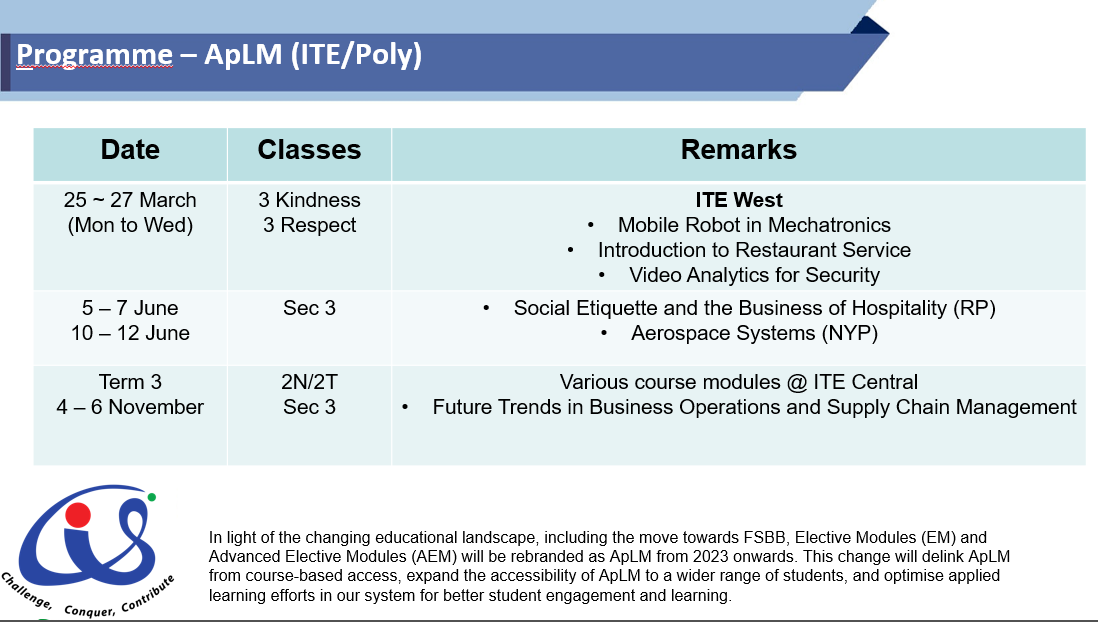 Programme – ApLM (ITE/Poly)
Date Classes Remarks
25 ~ 27 March
(Mon to Wed)
3 Kindness
3 Respect
ITE West
• Mobile Robot in Mechatronics
• Introduction to Restaurant Service
• Video Analytics for Security
5 – 7 June
10 – 12 June
Sec 3
• Social Etiquette and the Business of Hospitality (RP)
• Aerospace Systems (NYP)
Term 3
4 – 6 November
2N/2T
Sec 3
Various course modules @ ITE Central
• Future Trends in Business Operations and Supply Chain Management
Challenge, Conquer, Contribute
In light of the changing educational landscape, including the move towards FSBB, Elective Modules (EM) and
Advanced Elective Modules (AEM) will be rebranded as ApLM from 2023 onwards. This change will delink ApLM
from course-based access, expand the accessibility of ApLM to a wider range of students, and optimise applied
learning efforts in our system for better student engagement and learning.